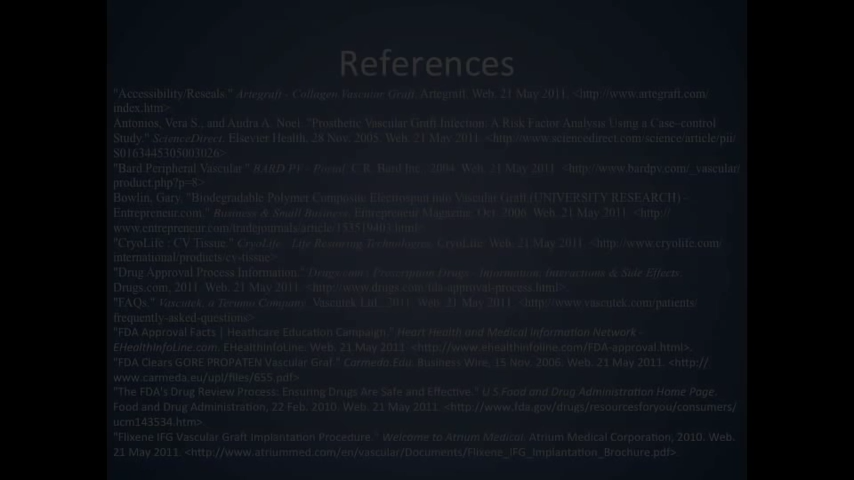 References
"Accessibility/Reseals." Artegraft - Collagen Vascular Graft. Artegraft. Web. 21 May 2011. <http://www.artegraft.com/
index.htm>.
Antonios, Vera S., and Audra A. Noel. "Prosthetic Vascular Graft Infection: A Risk Factor Analysis Using a Case–control
Study." ScienceDirect. Elsevier Health, 28 Nov. 2005. Web. 21 May 2011. <http://www.sciencedirect.com/science/article/pii/
S0163445305003026>
"Bard Peripheral Vascular." BARD PV - Proud. C.R. Bard Inc., 2004. Web. 21 May 2011. <http://www.bardpv.com/_vascular/
product.php?p=8>
Bowlin, Gary. "Biodegradable Polymer Composite Electrospun into Vascular Graft (UNIVERSITY RESEARCH) –
Entrepreneur.com." Business & Small Business. Entrepreneur Magazine, Oct. 2006. Web. 21 May 2011. <http://
www.entrepreneur.com/tradejournals/article/153519403.html>
"CryoLife : CV Tissue." CryoLife - Life Restoring Technologies. CryoLife. Web. 21 May 2011. <http://www.cryolife.com/
international/products/cv-tissue>
"Drug Approval Process Information." Drugs.com: Prescription Drugs - Information, Instructions & Side Effects.
Drugs.com, 2011. Web. 21 May 2011. <http://www.drugs.com/fda-approval-process.html>
"FAQs." Vascutek, a Terumo Company. Vascutek Ltd., 2011. Web. 21 May 2011. <http://www.vascutek.com/patients/
frequently-asked-questions>
"FDA Approval Facts | Heathcare Education Campaign." Heart Health and Medical Information Network -
EHealthInfoLine.com. EHealthInfoLine. Web. 21 May 2011. <http://www.ehealthinfoline.com/FDA-approval.html>.
"FDA Clears GORE PROPATEN Vascular Graf." Carmeda.Edu. Business Wire, 15 Nov. 2006. Web. 21 May 2011. <http://
www.carmeda.eu/upl/files/655.pdf>
"The FDA's Drug Review Process: Ensuring Drugs Are Safe and Effective." U.S.Food and Drug Administration Home Page.
Food and Drug Administration, 22 Feb. 2010. Web. 21 May 2011. <http://www.fda.gov/drugs/resourcesforyou/consumers/
ucm143534.htm>.
"Flixene IFG Vascular Graft Implantation Procedure." Welcome to Atrium Medical. Atrium Medical Corporation, 2010. Web.
21 May 2011. <http://www.atriummed.com/en/vascular/Documents/Flixene_IFG_Implantation_Brochure.pdf>